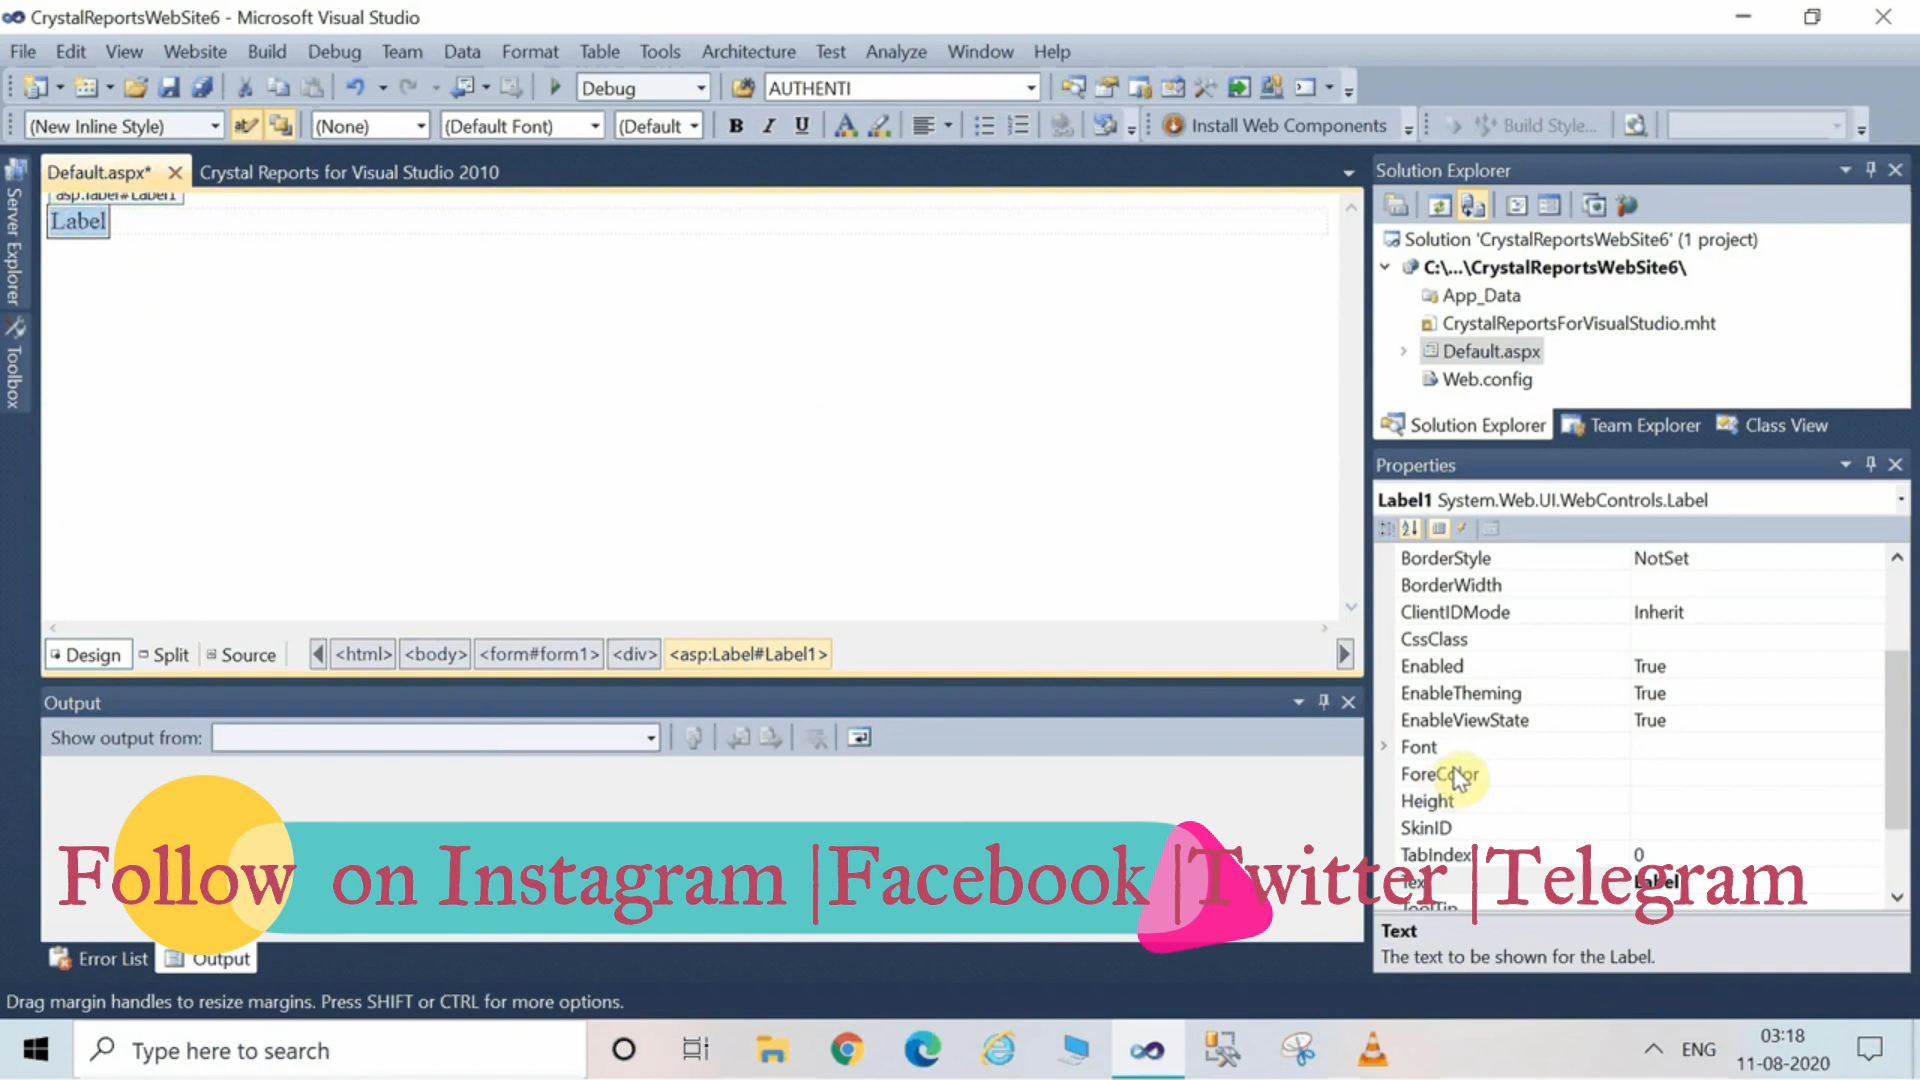 CrystalReportsWebSite6 - Microsoft Visual Studio
File Edit View Website Build Debug Team Data Format Table Tools Architecture Test Analyze Window Help
Debug AUTHENTI
(New Inline Style) (None) (Default Font) (Default B I U A Install Web Components Build Style...
Default.aspx* Crystal Reports for Visual Studio 2010
asp:label#Label1
Label
Server Explorer
Toolbox
Design Split Source <html> <body> <form#form1> <div> <asp:Label#Label1>
Output
Show output from:
Error List Output
Solution Explorer
Solution 'CrystalReportsWebSite6' (1 project)
C:\...\CrystalReportsWebSite6\
App_Data
CrystalReportsForVisualStudio.mht
Default.aspx
Web.config
Solution Explorer Team Explorer Class View
Properties
Label1 System.Web.UI.WebControls.Label
BorderStyle NotSet
BorderWidth
ClientIDMode Inherit
CssClass
Enabled True
EnableTheming True
EnableViewState True
Font
ForeColor
Height
SkinID
TabIndex 0
Text Label
ToolTip
Text
The text to be shown for the Label.
Follow on Instagram |Facebook |Twitter |Telegram
Drag margin handles to resize margins. Press SHIFT or CTRL for more options.
Type here to search
ENG
03:18
11-08-2020